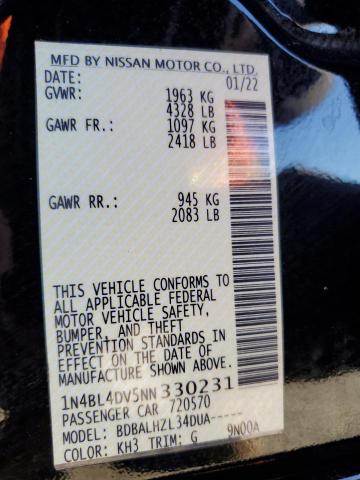 MFD BY NISSAN MOTOR CO., LTD.
DATE: 01/22
GVWR: 1963 KG
4328 LB
GAWR FR.: 1097 KG
2418 LB
GAWR RR.: 945 KG
2083 LB
THIS VEHICLE CONFORMS TO
ALL APPLICABLE FEDERAL
MOTOR VEHICLE SAFETY,
BUMPER, AND THEFT
PREVENTION STANDARDS IN
EFFECT ON THE DATE OF
MANUFACTURE SHOWN ABOVE.
1N4BL4DV5NN330231
PASSENGER CAR 720570
MODEL: BDBALHZL34DUA-----
COLOR: KH3 TRIM: G 9N00A